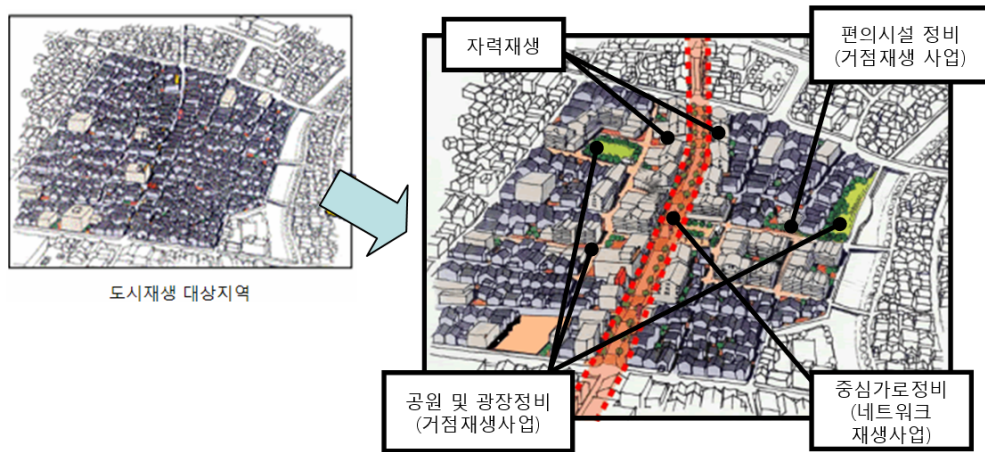 자력재생
편의시설 정비
(거점재생 사업)
도시재생 대상지역
공원 및 광장정비
(거점재생사업)
중심가로정비
(네트워크
재생사업)